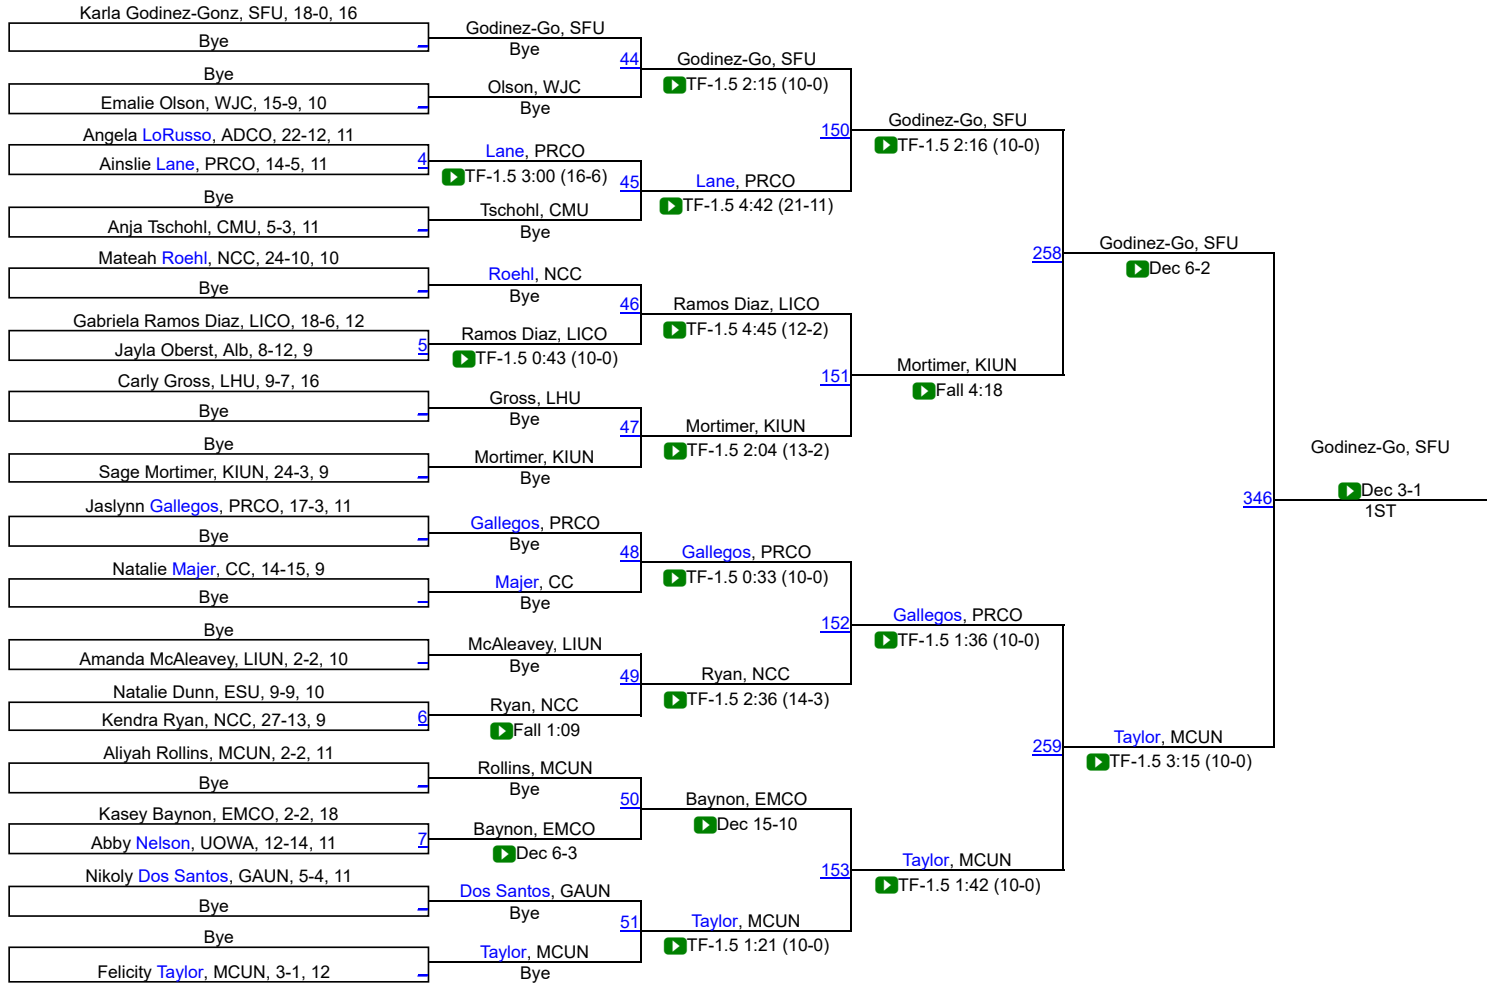 Karla Godinez-Gonz, SFU, 18-0, 16
Bye
Bye
Emalie Olson, WJC, 15-9, 10
Angela LoRusso, ADCO, 22-12, 11
Ainslie Lane, PRCO, 14-5, 11
4
Bye
Anja Tschohl, CMU, 5-3, 11
Mateah Roehl, NCC, 24-10, 10
Bye
Gabriela Ramos Diaz, LICO, 18-6, 12
Jayla Oberst, Alb, 8-12, 9
5
Carly Gross, LHU, 9-7, 16
Bye
Bye
Sage Mortimer, KIUN, 24-3, 9
Jaslynn Gallegos, PRCO, 17-3, 11
Bye
Natalie Majer, CC, 14-15, 9
Bye
Bye
Amanda McAleavey, LIUN, 2-2, 10
Natalie Dunn, ESU, 9-9, 10
Kendra Ryan, NCC, 27-13, 9
6
Aliyah Rollins, MCUN, 2-2, 11
Bye
Kasey Baynon, EMCO, 2-2, 18
Abby Nelson, UOWA, 12-14, 11
7
Nikoly Dos Santos, GAUN, 5-4, 11
Bye
Bye
Felicity Taylor, MCUN, 3-1, 12
Godinez-Go, SFU
Bye
44
Olson, WJC
Bye
Lane, PRCO
TF-1.5 3:00 (16-6)
45
Tschohl, CMU
Bye
Roehl, NCC
Bye
46
Ramos Diaz, LICO
TF-1.5 0:43 (10-0)
Gross, LHU
Bye
47
Mortimer, KIUN
Bye
Gallegos, PRCO
Bye
48
Majer, CC
Bye
McAleavey, LIUN
Bye
49
Ryan, NCC
Fall 1:09
Rollins, MCUN
Bye
50
Baynon, EMCO
Dec 6-3
Dos Santos, GAUN
Bye
51
Taylor, MCUN
Bye
Godinez-Go, SFU
TF-1.5 2:15 (10-0)
150
Lane, PRCO
TF-1.5 4:42 (21-11)
Ramos Diaz, LICO
TF-1.5 4:45 (12-2)
151
Mortimer, KIUN
TF-1.5 2:04 (13-2)
Gallegos, PRCO
TF-1.5 0:33 (10-0)
152
Ryan, NCC
TF-1.5 2:36 (14-3)
Baynon, EMCO
Dec 15-10
153
Taylor, MCUN
TF-1.5 1:21 (10-0)
Godinez-Go, SFU
TF-1.5 2:16 (10-0)
258
Mortimer, KIUN
Fall 4:18
Gallegos, PRCO
TF-1.5 1:36 (10-0)
259
Taylor, MCUN
TF-1.5 1:42 (10-0)
Godinez-Go, SFU
Dec 6-2
346
Taylor, MCUN
TF-1.5 3:15 (10-0)
Godinez-Go, SFU
Dec 3-1
1ST